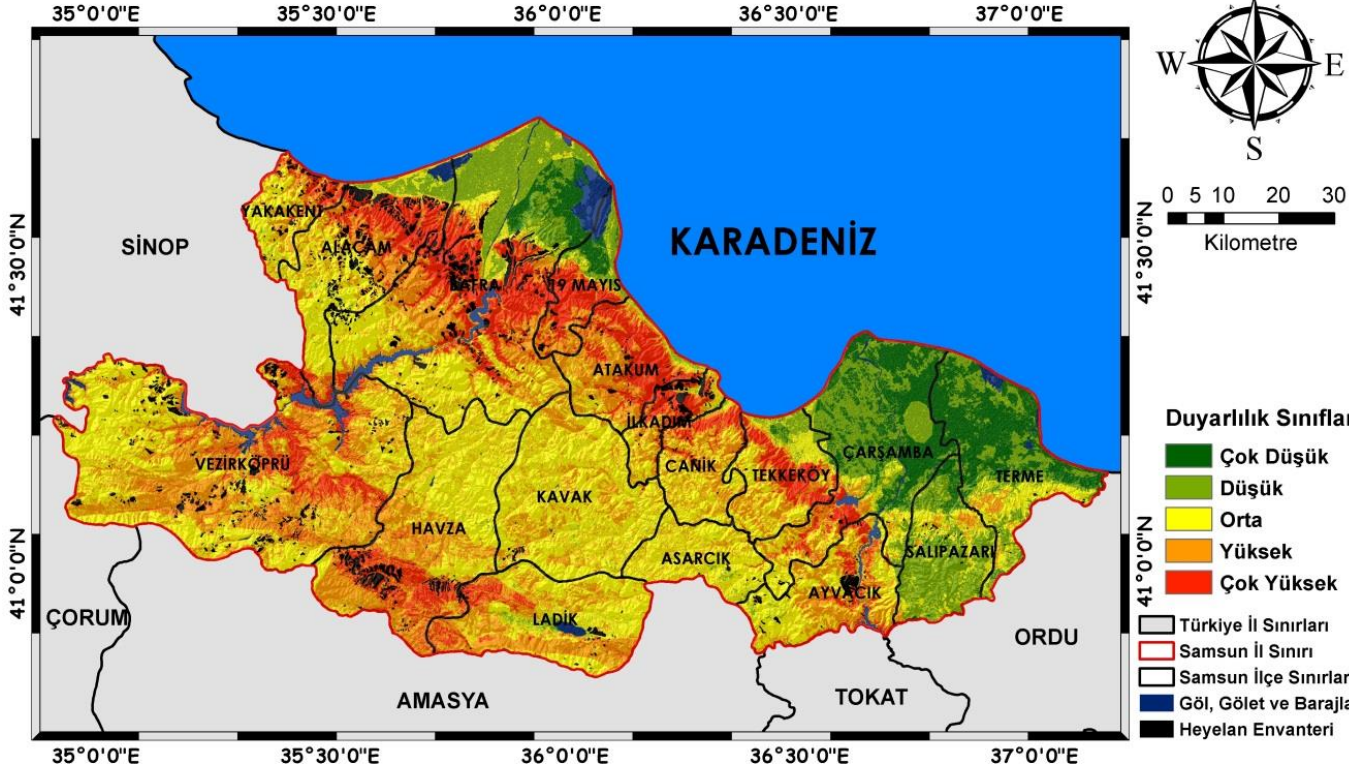 35°0'0"E 35°30'0"E 36°0'0"E 36°30'0"E 37°0'0"E
W E
S
0 5 10 20 30
Kilometre
41°30'0"N
41°0'0"N
41°30'0"N
41°0'0"N
KARADENİZ
SİNOP
YAKAKENT
ALAÇAM
BAFRA
19 MAYIS
ATAKUM
İLKADIM
CANİK
TEKKEKÖY
ÇARŞAMBA
TERME
VEZİRKÖPRÜ
HAVZA
KAVAK
ASARCIK
SALIPAZARI
AYVACIK
LADİK
ÇORUM
AMASYA
TOKAT
ORDU
Duyarlılık Sınıflar
Çok Düşük
Düşük
Orta
Yüksek
Çok Yüksek
Türkiye İl Sınırları
Samsun İl Sınırı
Samsun İlçe Sınırlar
Göl, Gölet ve Barajla
Heyelan Envanteri
35°0'0"E 35°30'0"E 36°0'0"E 36°30'0"E 37°0'0"E